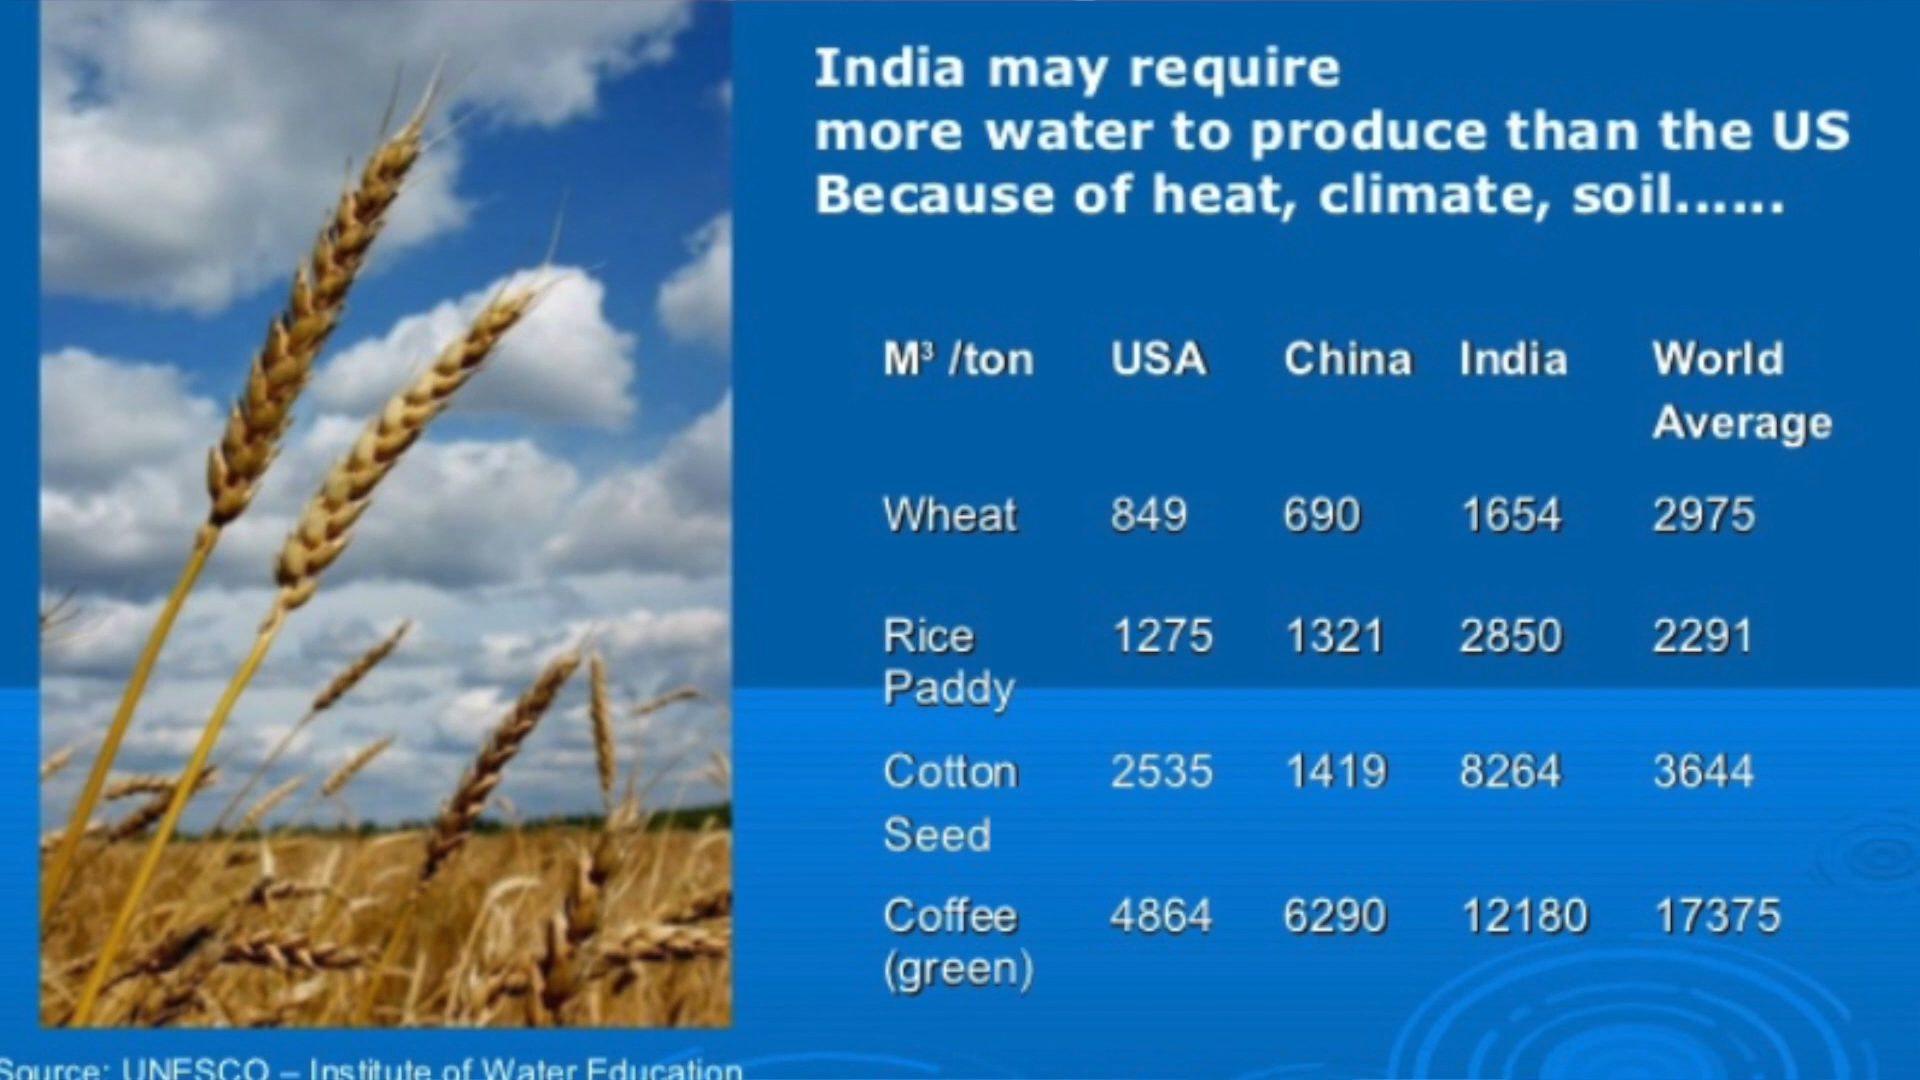 India may require
more water to produce than the US
Because of heat, climate, soil......
M³ /ton USA China India World
Average
Wheat 849 690 1654 2975
Rice 1275 1321 2850 2291
Paddy
Cotton 2535 1419 8264 3644
Seed
Coffee 4864 6290 12180 17375
(green)
Source: UNESCO – Institute of Water Education